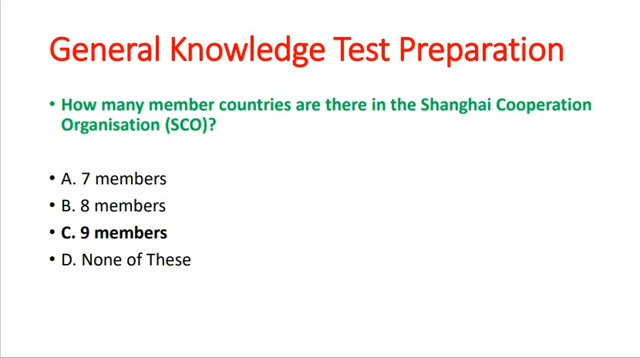 General Knowledge Test Preparation
• How many member countries are there in the Shanghai Cooperation
Organisation (SCO)?
• A. 7 members
• B. 8 members
• C. 9 members
• D. None of These